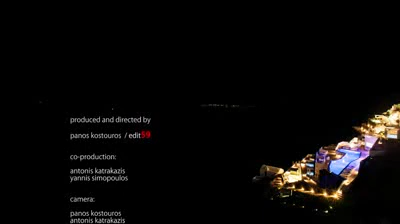 produced and directed by
panos kostouros / edit59
co-production:
antonis katrakazis
yannis simopoulos
camera:
panos kostouros
antonis katrakazis